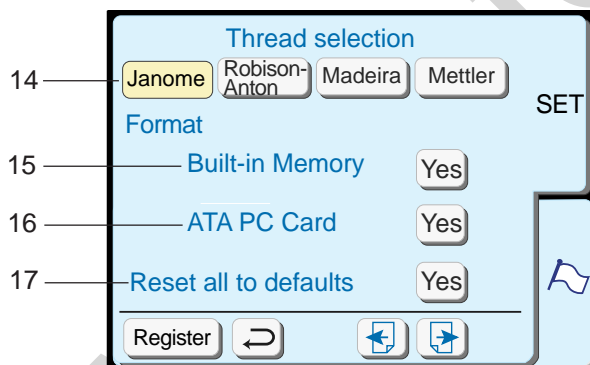 Thread selection
14 Janome Robison-Anton Madeira Mettler
SET
Format
15 Built-in Memory Yes
16 ATA PC Card Yes
17 Reset all to defaults Yes
Register